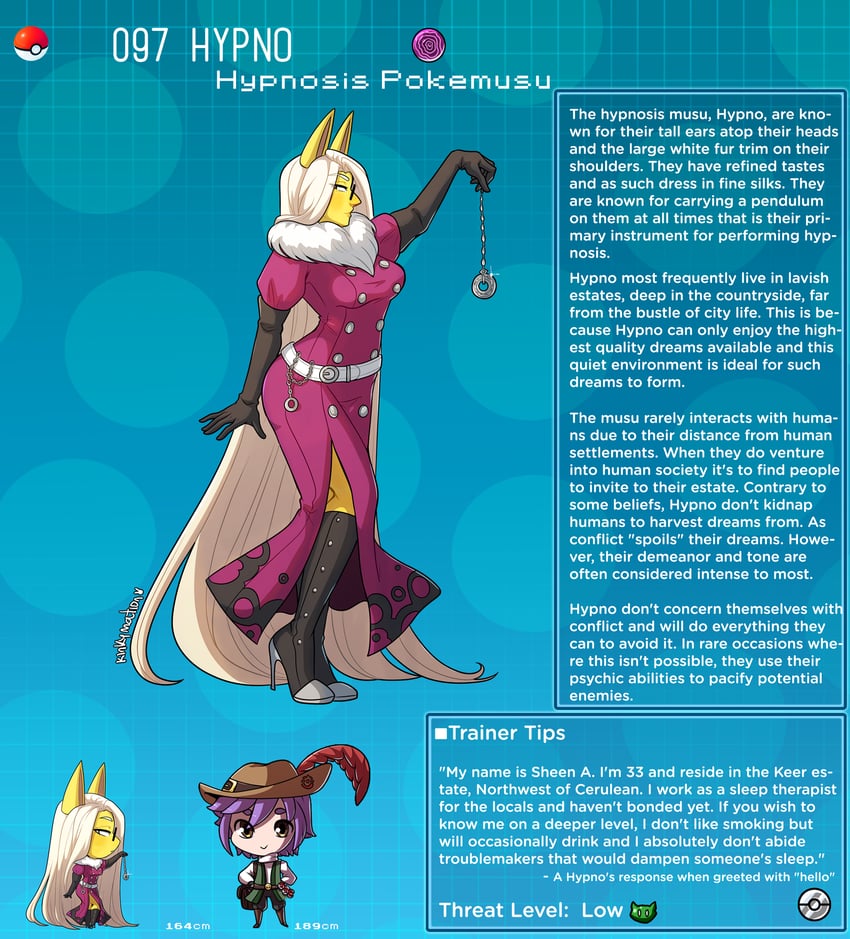 097 HYPNO
Hypnosis Pokemusu
The hypnosis musu, Hypno, are kno-
wn for their tall ears atop their heads
and the large white fur trim on their
shoulders. They have refined tastes
and as such dress in fine silks. They
are known for carrying a pendulum
on them at all times that is their pri-
mary instrument for performing hyp-
nosis.
Hypno most frequently live in lavish
estates, deep in the countryside, far
from the bustle of city life. This is be-
cause Hypno can only enjoy the high-
est quality dreams available and this
quiet environment is ideal for such
dreams to form.
The musu rarely interacts with huma-
ns due to their distance from human
settlements. When they do venture
into human society it's to find people
to invite to their estate. Contrary to
some beliefs, Hypno don't kidnap
humans to harvest dreams from. As
conflict "spoils" their dreams. Howe-
ver, their demeanor and tone are
often considered intense to most.
Hypno don't concern themselves with
conflict and will do everything they
can to avoid it. In rare occasions whe-
re this isn't possible, they use their
psychic abilities to pacify potential
enemies.
kinkymation
■Trainer Tips
"My name is Sheen A. I'm 33 and reside in the Keer es-
tate, Northwest of Cerulean. I work as a sleep therapist
for the locals and haven't bonded yet. If you wish to
know me on a deeper level, I don't like smoking but
will occasionally drink and I absolutely don't abide
troublemakers that would dampen someone's sleep."
- A Hypno's response when greeted with "hello"
Threat Level: Low
164cm
189cm